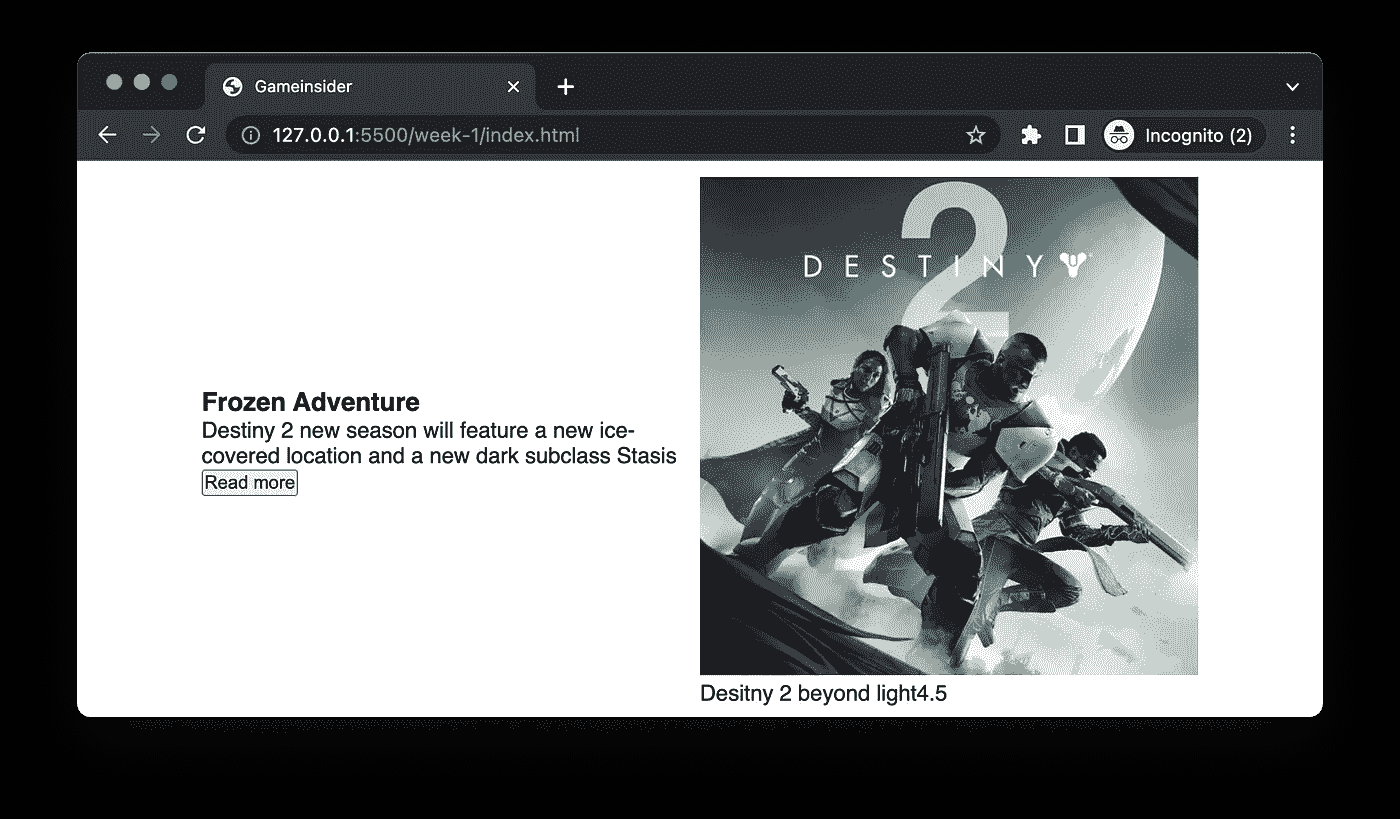 Gameinsider
127.0.0.1:5500/week-1/index.html
Incognito (2)
2
DESTINY
Frozen Adventure
Destiny 2 new season will feature a new ice-
covered location and a new dark subclass Stasis
Read more
Desitny 2 beyond light4.5